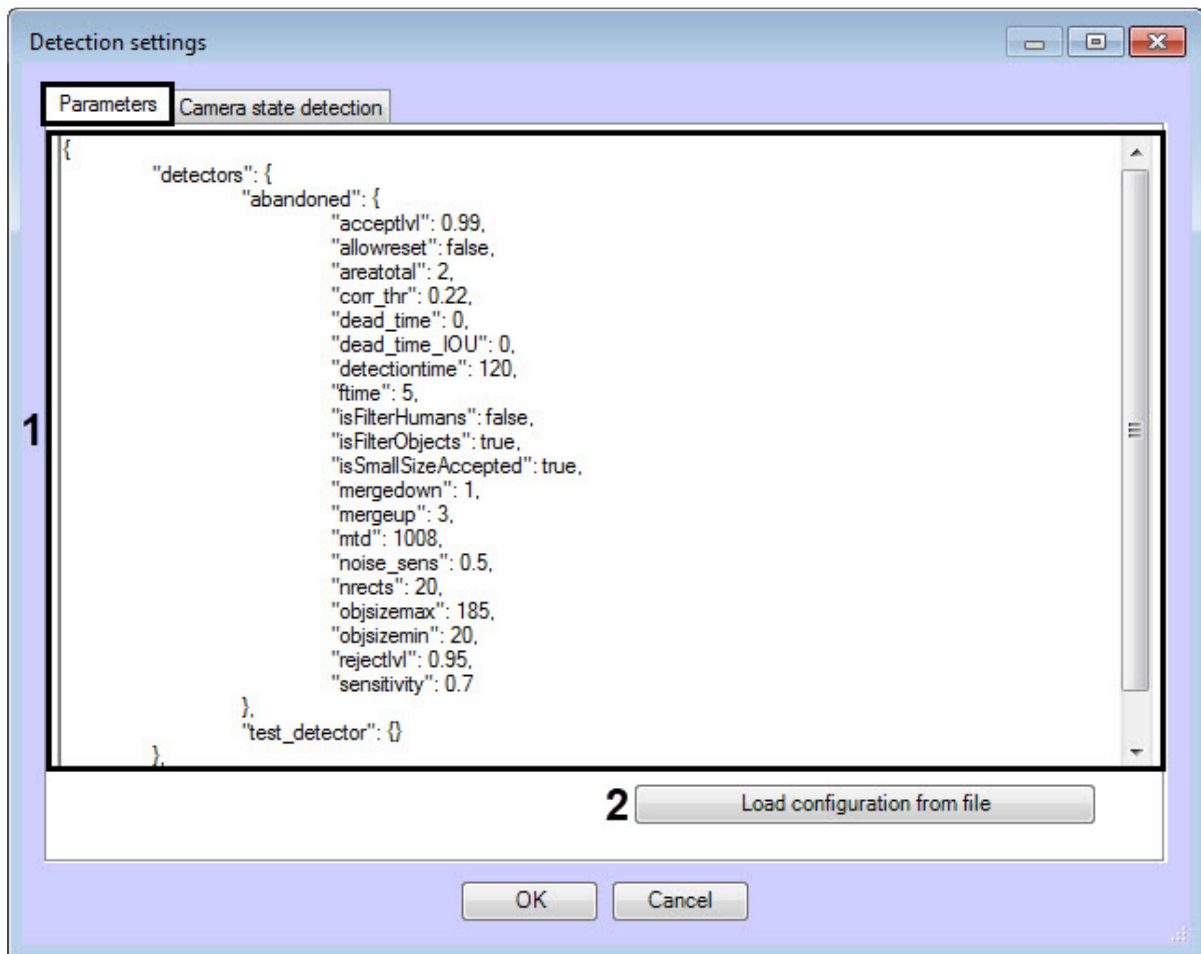 Detection settings
Parameters Camera state detection
1
{
"detectors": {
"abandoned": {
"acceptlvl": 0.99,
"allowreset": false,
"areatotal": 2,
"corr_thr": 0.22,
"dead_time": 0,
"dead_time_IOU": 0,
"detectiontime": 120,
"ftime": 5,
"isFilterHumans": false,
"isFilterObjects": true,
"isSmallSizeAccepted": true,
"mergedown": 1,
"mergeup": 3,
"mtd": 1008,
"noise_sens": 0.5,
"nrects": 20,
"objsizemax": 185,
"objsizemin": 20,
"rejectlvl": 0.95,
"sensitivity": 0.7
},
"test_detector": {}
},
2 Load configuration from file
OK Cancel